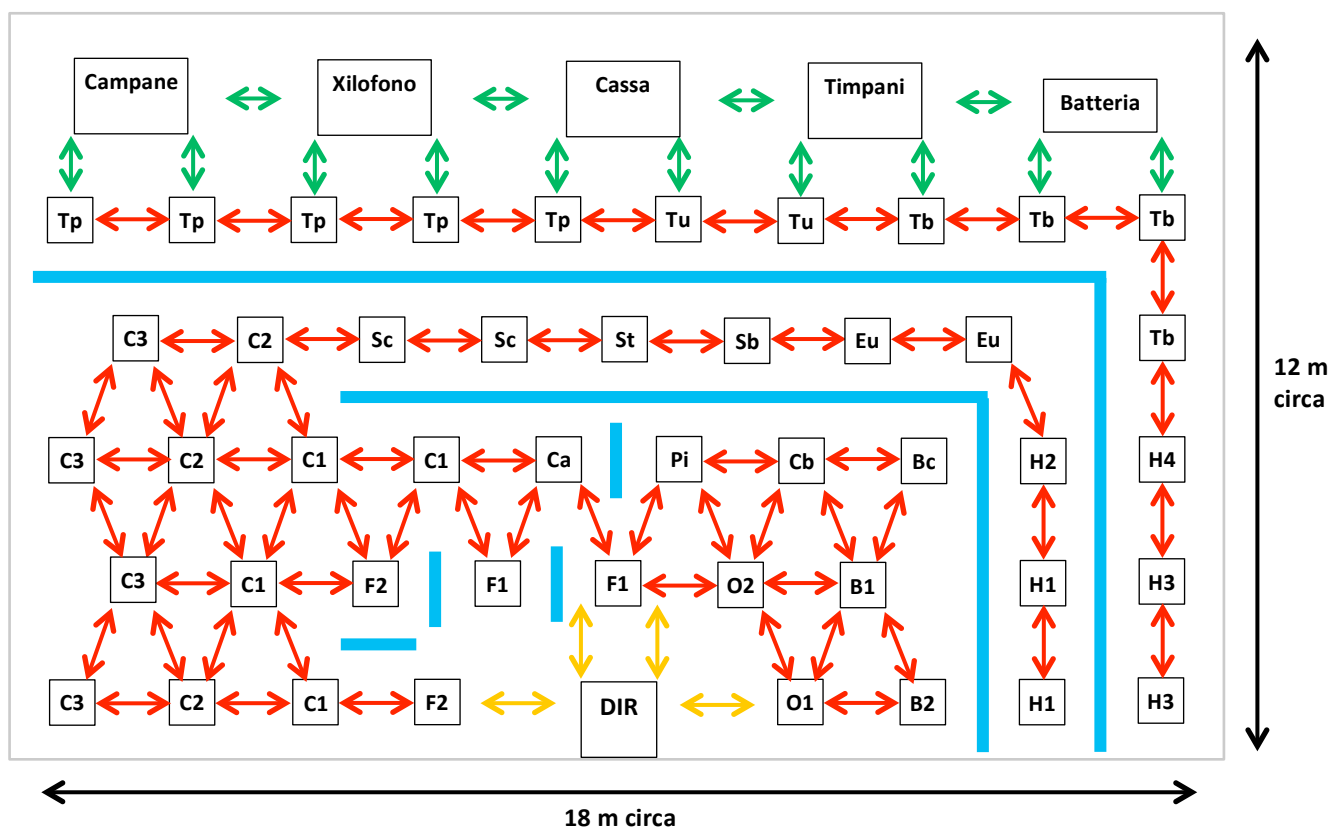 Campane Xilofono Cassa Timpani Batteria
Tp Tp Tp Tp Tp Tu Tu Tb Tb Tb
C3 C2 Sc Sc St Sb Eu Eu Tb
12 m
circa
C3 C2 C1 C1 Ca Pi Cb Bc H2 H4
C3 C1 F2 F1 F1 O2 B1 H1 H3
C3 C2 C1 F2 DIR O1 B2 H1 H3
18 m circa